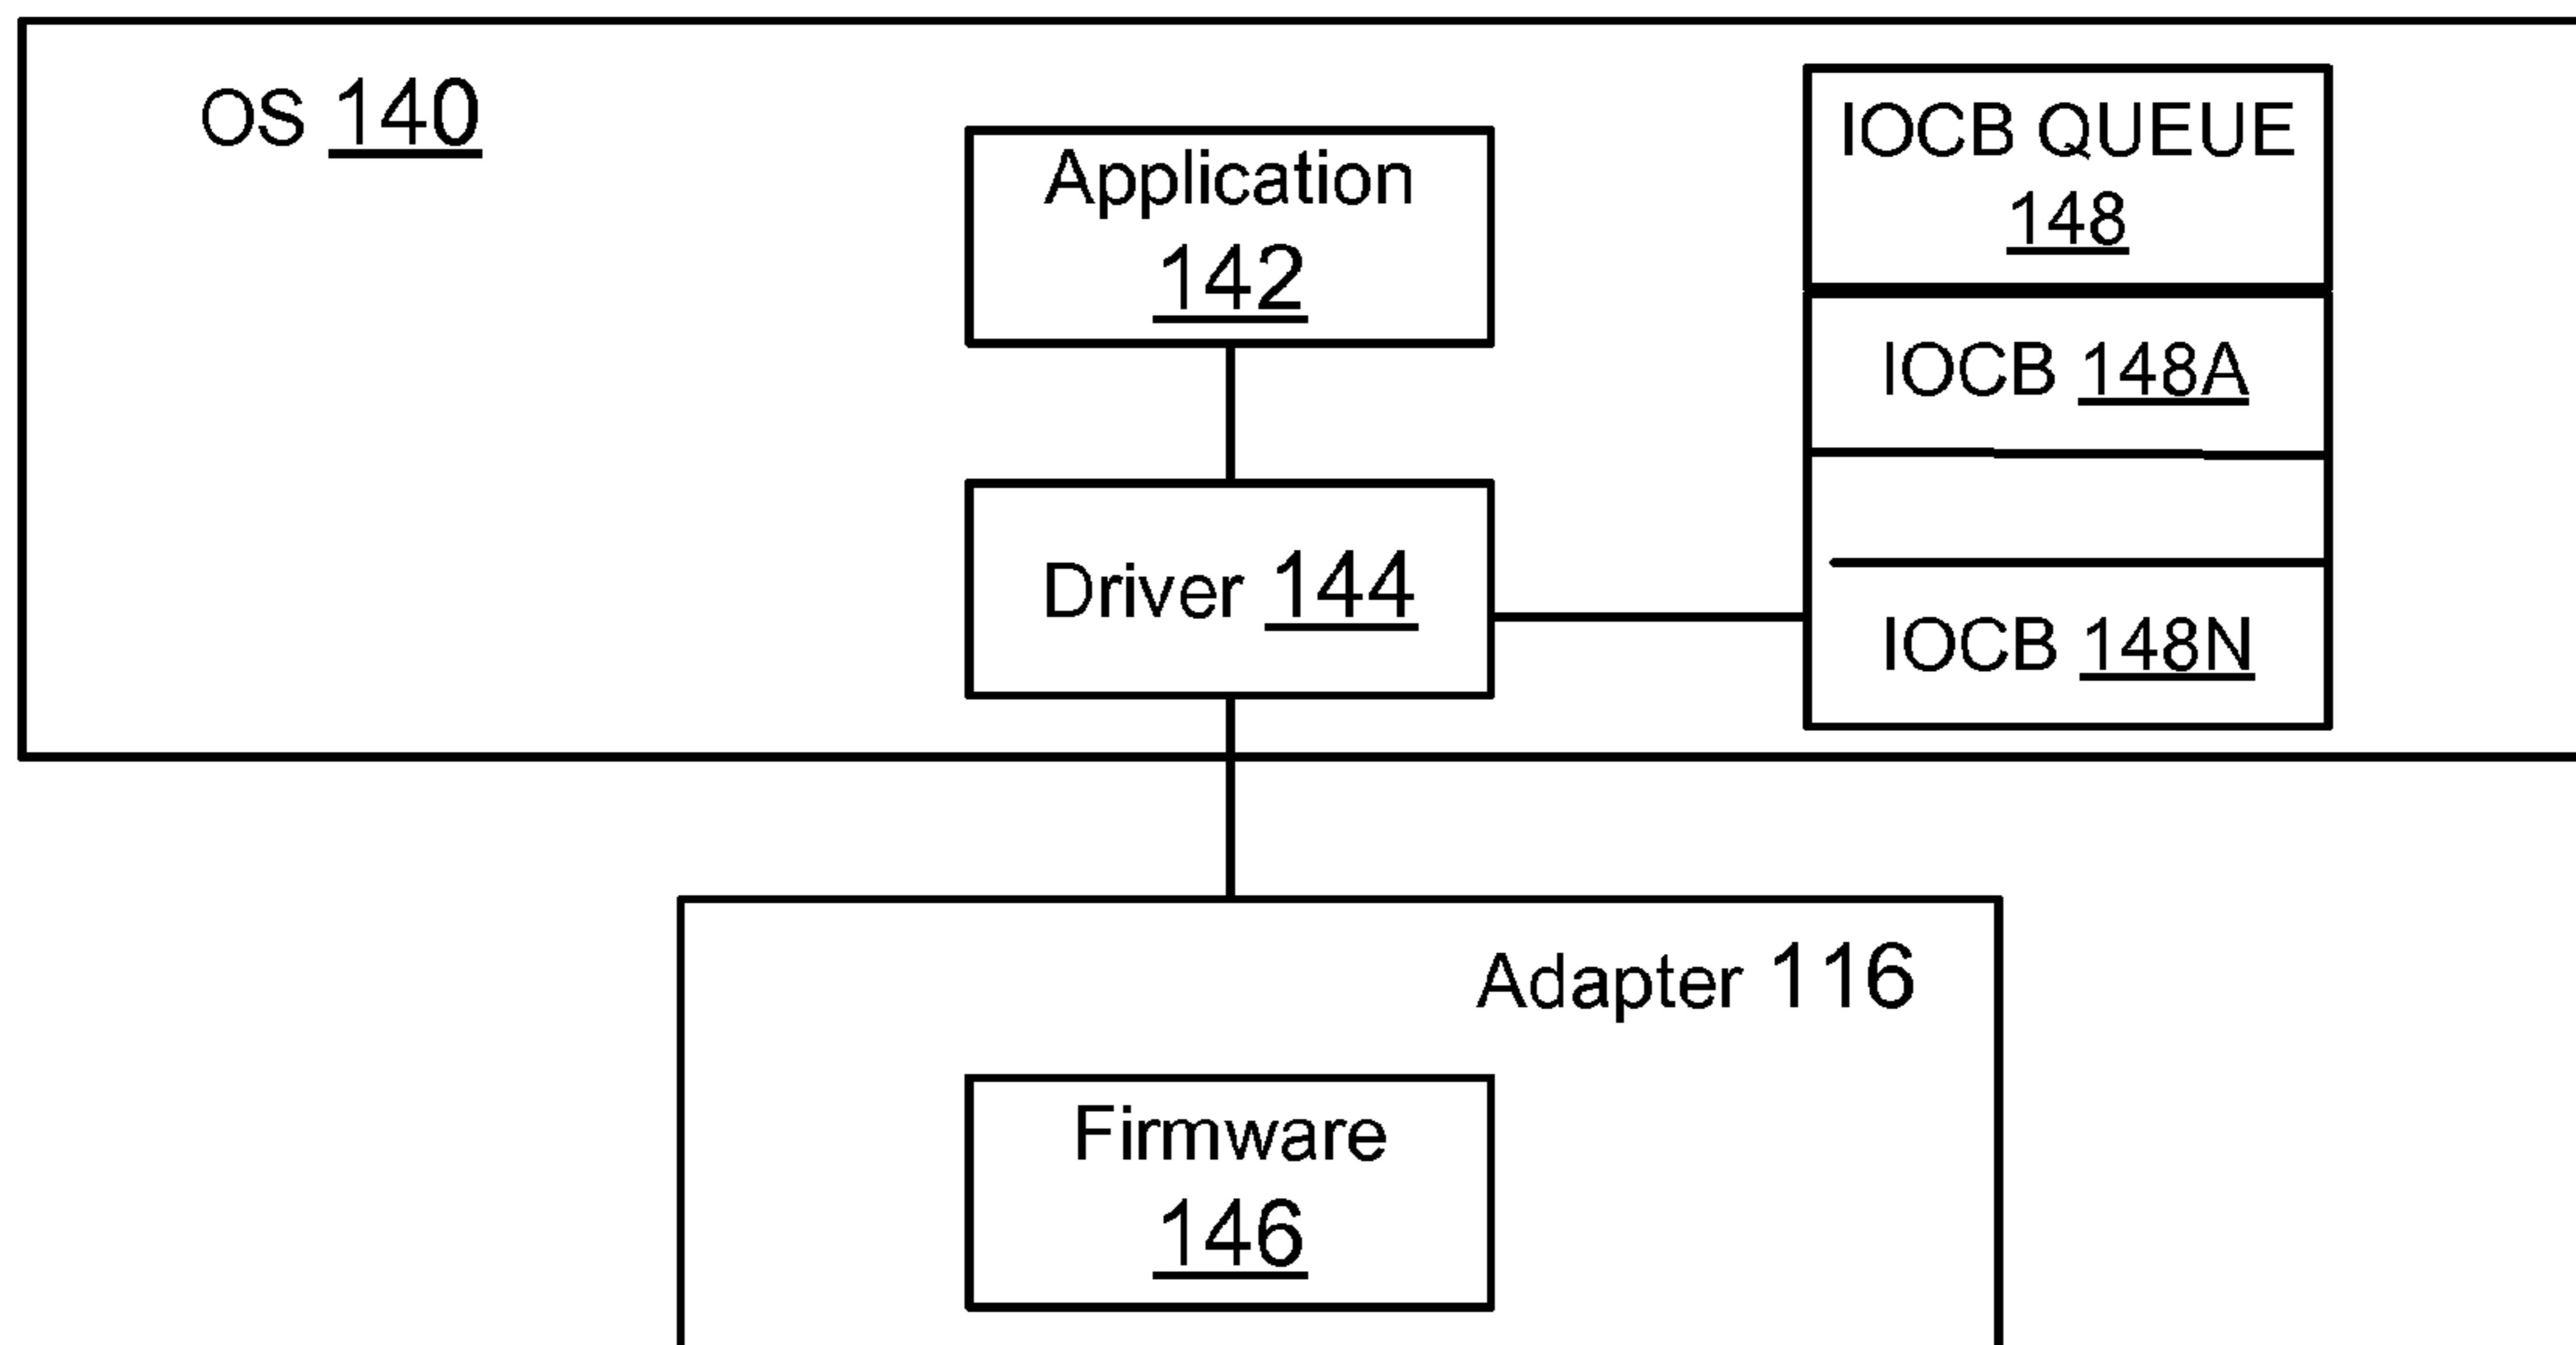 OS 140
Application
142
IOCB QUEUE
148
IOCB 148A
Driver 144
IOCB 148N
Adapter 116
Firmware
146